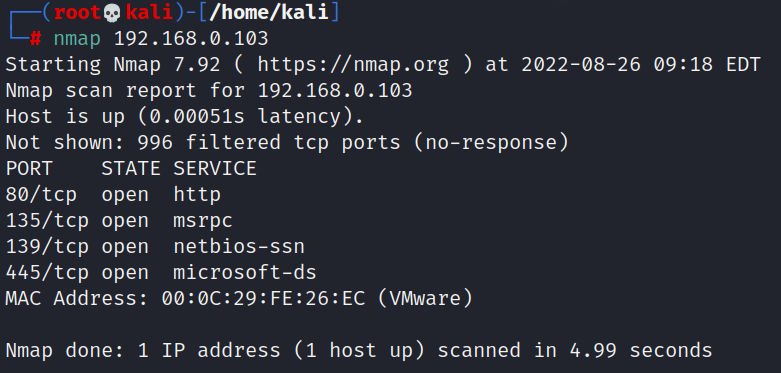 ┌──(root💀kali)-[/home/kali]
└─# nmap 192.168.0.103
Starting Nmap 7.92 ( https://nmap.org ) at 2022-08-26 09:18 EDT
Nmap scan report for 192.168.0.103
Host is up (0.00051s latency).
Not shown: 996 filtered tcp ports (no-response)
PORT    STATE SERVICE
80/tcp  open  http
135/tcp open  msrpc
139/tcp open  netbios-ssn
445/tcp open  microsoft-ds
MAC Address: 00:0C:29:FE:26:EC (VMware)

Nmap done: 1 IP address (1 host up) scanned in 4.99 seconds